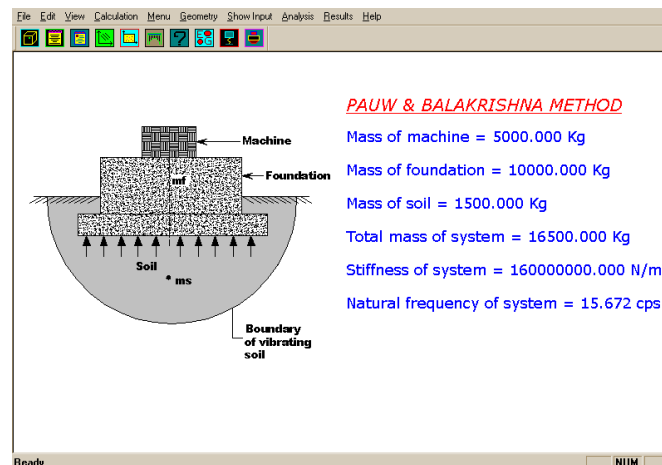 File Edit View Calculation Menu Geometry Show Input Analysis Results Help
PAUW & BALAKRISHNA METHOD
Mass of machine = 5000.000 Kg
Mass of foundation = 10000.000 Kg
Mass of soil = 1500.000 Kg
Total mass of system = 16500.000 Kg
Stiffness of system = 160000000.000 N/m
Natural frequency of system = 15.672 cps
Machine
mf
Foundation
Soil
ms
Boundary
of vibrating
soil
Ready
NUM